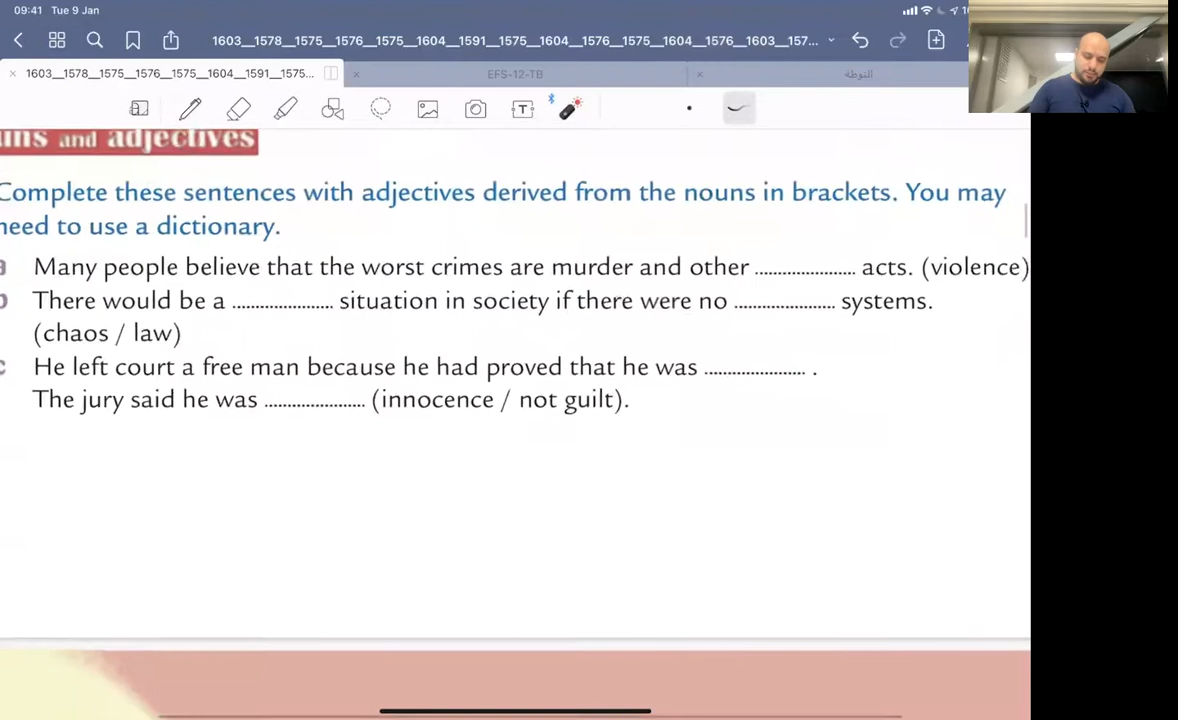 09:41 Tue 9 Jan
1603__1578__1575__1576__1575__1604__1591__1575__1604__1576__1575__1604__1576__1603__157...
1603__1578__1575__1576__1575__1604__1591__1575...
EFS-12-TB
النوطة
and adjectives
Complete these sentences with adjectives derived from the nouns in brackets. You may
need to use a dictionary.
Many people believe that the worst crimes are murder and other ..................... acts. (violence)
There would be a ..................... situation in society if there were no ..................... systems.
(chaos / law)
c He left court a free man because he had proved that he was ..................... .
The jury said he was ..................... (innocence / not guilt).